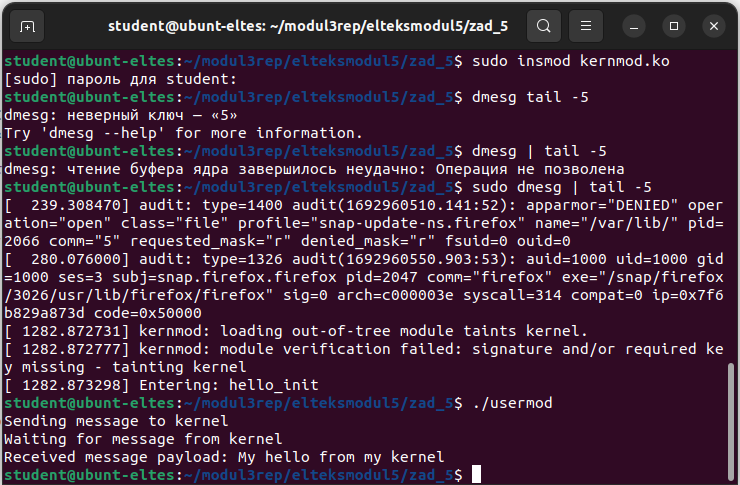 student@ubunt-eltes: ~/modul3rep/elteksmodul5/zad_5
student@ubunt-eltes:~/modul3rep/elteksmodul5/zad_5$ sudo insmod kernmod.ko
[sudo] пароль для student:
student@ubunt-eltes:~/modul3rep/elteksmodul5/zad_5$ dmesg tail -5
dmesg: неверный ключ — «5»
Try 'dmesg --help' for more information.
student@ubunt-eltes:~/modul3rep/elteksmodul5/zad_5$ dmesg | tail -5
dmesg: чтение буфера ядра завершилось неудачно: Операция не позволена
student@ubunt-eltes:~/modul3rep/elteksmodul5/zad_5$ sudo dmesg | tail -5
[  239.308470] audit: type=1400 audit(1692960510.141:52): apparmor="DENIED" oper
ation="open" class="file" profile="snap-update-ns.firefox" name="/var/lib/" pid=
2066 comm="5" requested_mask="r" denied_mask="r" fsuid=0 ouid=0
[  280.076000] audit: type=1326 audit(1692960550.903:53): auid=1000 uid=1000 gid
=1000 ses=3 subj=snap.firefox.firefox pid=2047 comm="firefox" exe="/snap/firefox
/3026/usr/lib/firefox/firefox" sig=0 arch=c000003e syscall=314 compat=0 ip=0x7f6
b829a873d code=0x50000
[ 1282.872731] kernmod: loading out-of-tree module taints kernel.
[ 1282.872777] kernmod: module verification failed: signature and/or required ke
y missing - tainting kernel
[ 1282.873298] Entering: hello_init
student@ubunt-eltes:~/modul3rep/elteksmodul5/zad_5$ ./usermod
Sending message to kernel
Waiting for message from kernel
Received message payload: My hello from my kernel
student@ubunt-eltes:~/modul3rep/elteksmodul5/zad_5$